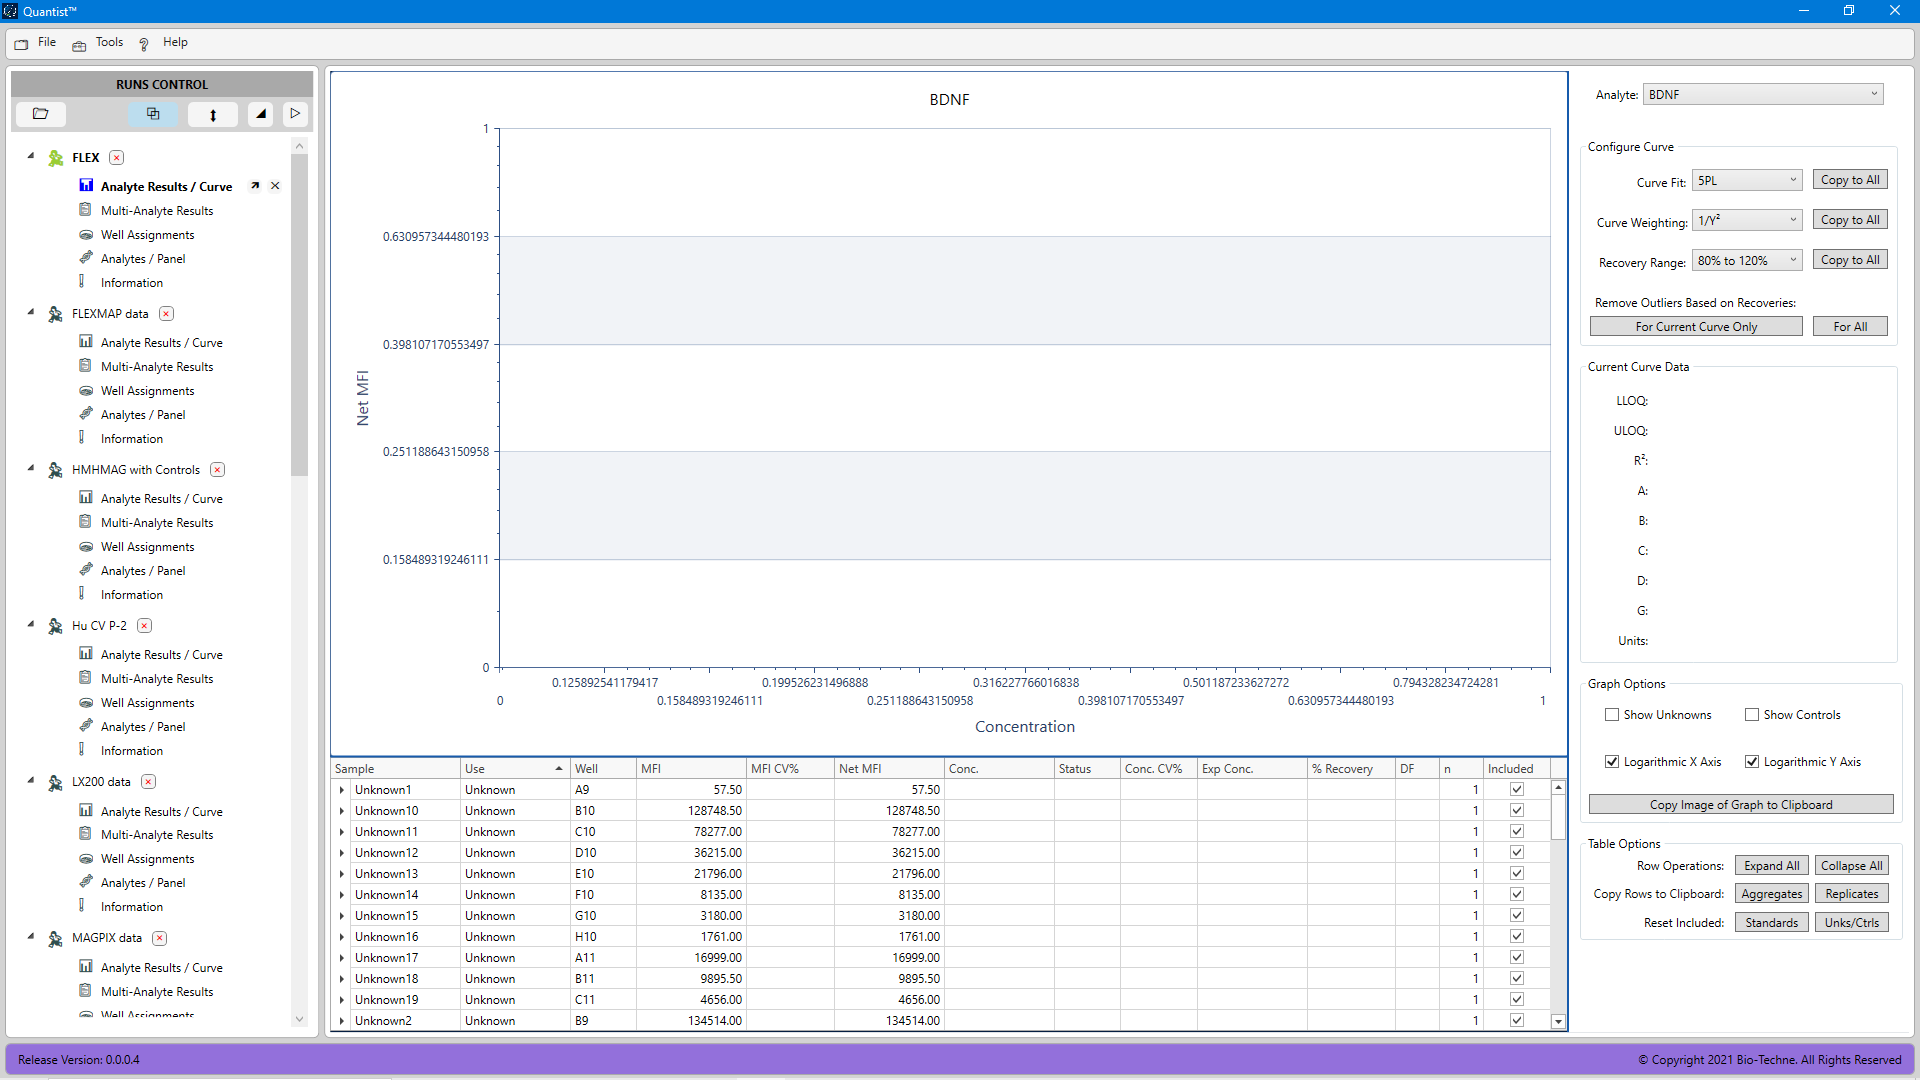 Quantist™
File Tools Help
RUNS CONTROL
FLEX
Analyte Results / Curve
Multi-Analyte Results
Well Assignments
Analytes / Panel
Information
FLEXMAP data
Analyte Results / Curve
Multi-Analyte Results
Well Assignments
Analytes / Panel
Information
HMHMAG with Controls
Analyte Results / Curve
Multi-Analyte Results
Well Assignments
Analytes / Panel
Information
Hu CV P-2
Analyte Results / Curve
Multi-Analyte Results
Well Assignments
Analytes / Panel
Information
LX200 data
Analyte Results / Curve
Multi-Analyte Results
Well Assignments
Analytes / Panel
Information
MAGPIX data
Analyte Results / Curve
Multi-Analyte Results
Well Assignments
BDNF
1
0.630957344480193
0.398107170553497
0.251188643150958
0.158489319246111
0
Net MFI
0.125892541179417 0.199526231496888 0.316227766016838 0.501187233627272 0.794328234724281
0 0.158489319246111 0.251188643150958 0.398107170553497 0.630957344480193 1
Concentration
Sample Use Well MFI MFI CV% Net MFI Conc. Status Conc. CV% Exp Conc. % Recovery DF n Included
Unknown1 Unknown A9 57.50 57.50 1
Unknown10 Unknown B10 128748.50 128748.50 1
Unknown11 Unknown C10 78277.00 78277.00 1
Unknown12 Unknown D10 36215.00 36215.00 1
Unknown13 Unknown E10 21796.00 21796.00 1
Unknown14 Unknown F10 8135.00 8135.00 1
Unknown15 Unknown G10 3180.00 3180.00 1
Unknown16 Unknown H10 1761.00 1761.00 1
Unknown17 Unknown A11 16999.00 16999.00 1
Unknown18 Unknown B11 9895.50 9895.50 1
Unknown19 Unknown C11 4656.00 4656.00 1
Unknown2 Unknown B9 134514.00 134514.00 1
Analyte: BDNF
Configure Curve
Curve Fit: 5PL Copy to All
Curve Weighting: 1/Y² Copy to All
Recovery Range: 80% to 120% Copy to All
Remove Outliers Based on Recoveries:
For Current Curve Only For All
Current Curve Data
LLOQ:
ULOQ:
R²:
A:
B:
C:
D:
G:
Units:
Graph Options
Show Unknowns Show Controls
Logarithmic X Axis Logarithmic Y Axis
Copy Image of Graph to Clipboard
Table Options
Row Operations: Expand All Collapse All
Copy Rows to Clipboard: Aggregates Replicates
Reset Included: Standards Unks/Ctrls
Release Version: 0.0.0.4
© Copyright 2021 Bio-Techne. All Rights Reserved